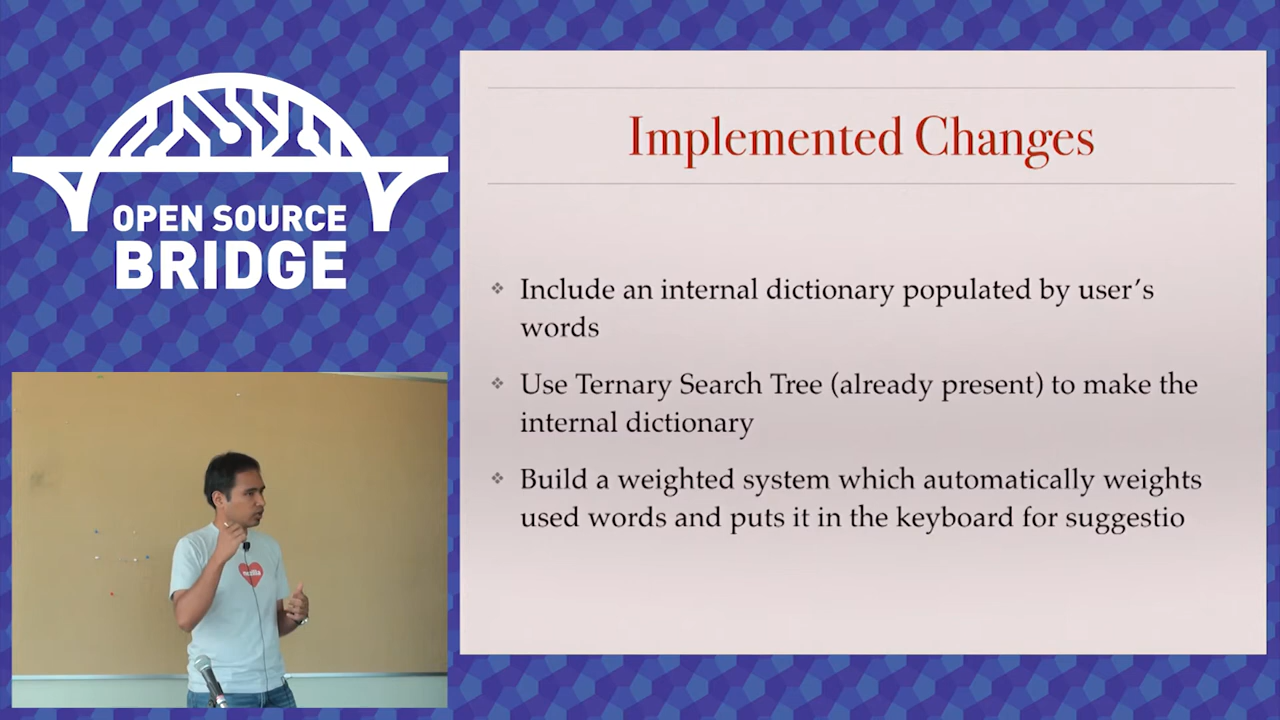 OPEN SOURCE
BRIDGE
Implemented Changes
Include an internal dictionary populated by user's
words
Use Ternary Search Tree (already present) to make the
internal dictionary
Build a weighted system which automatically weights
used words and puts it in the keyboard for suggestio
mozilla